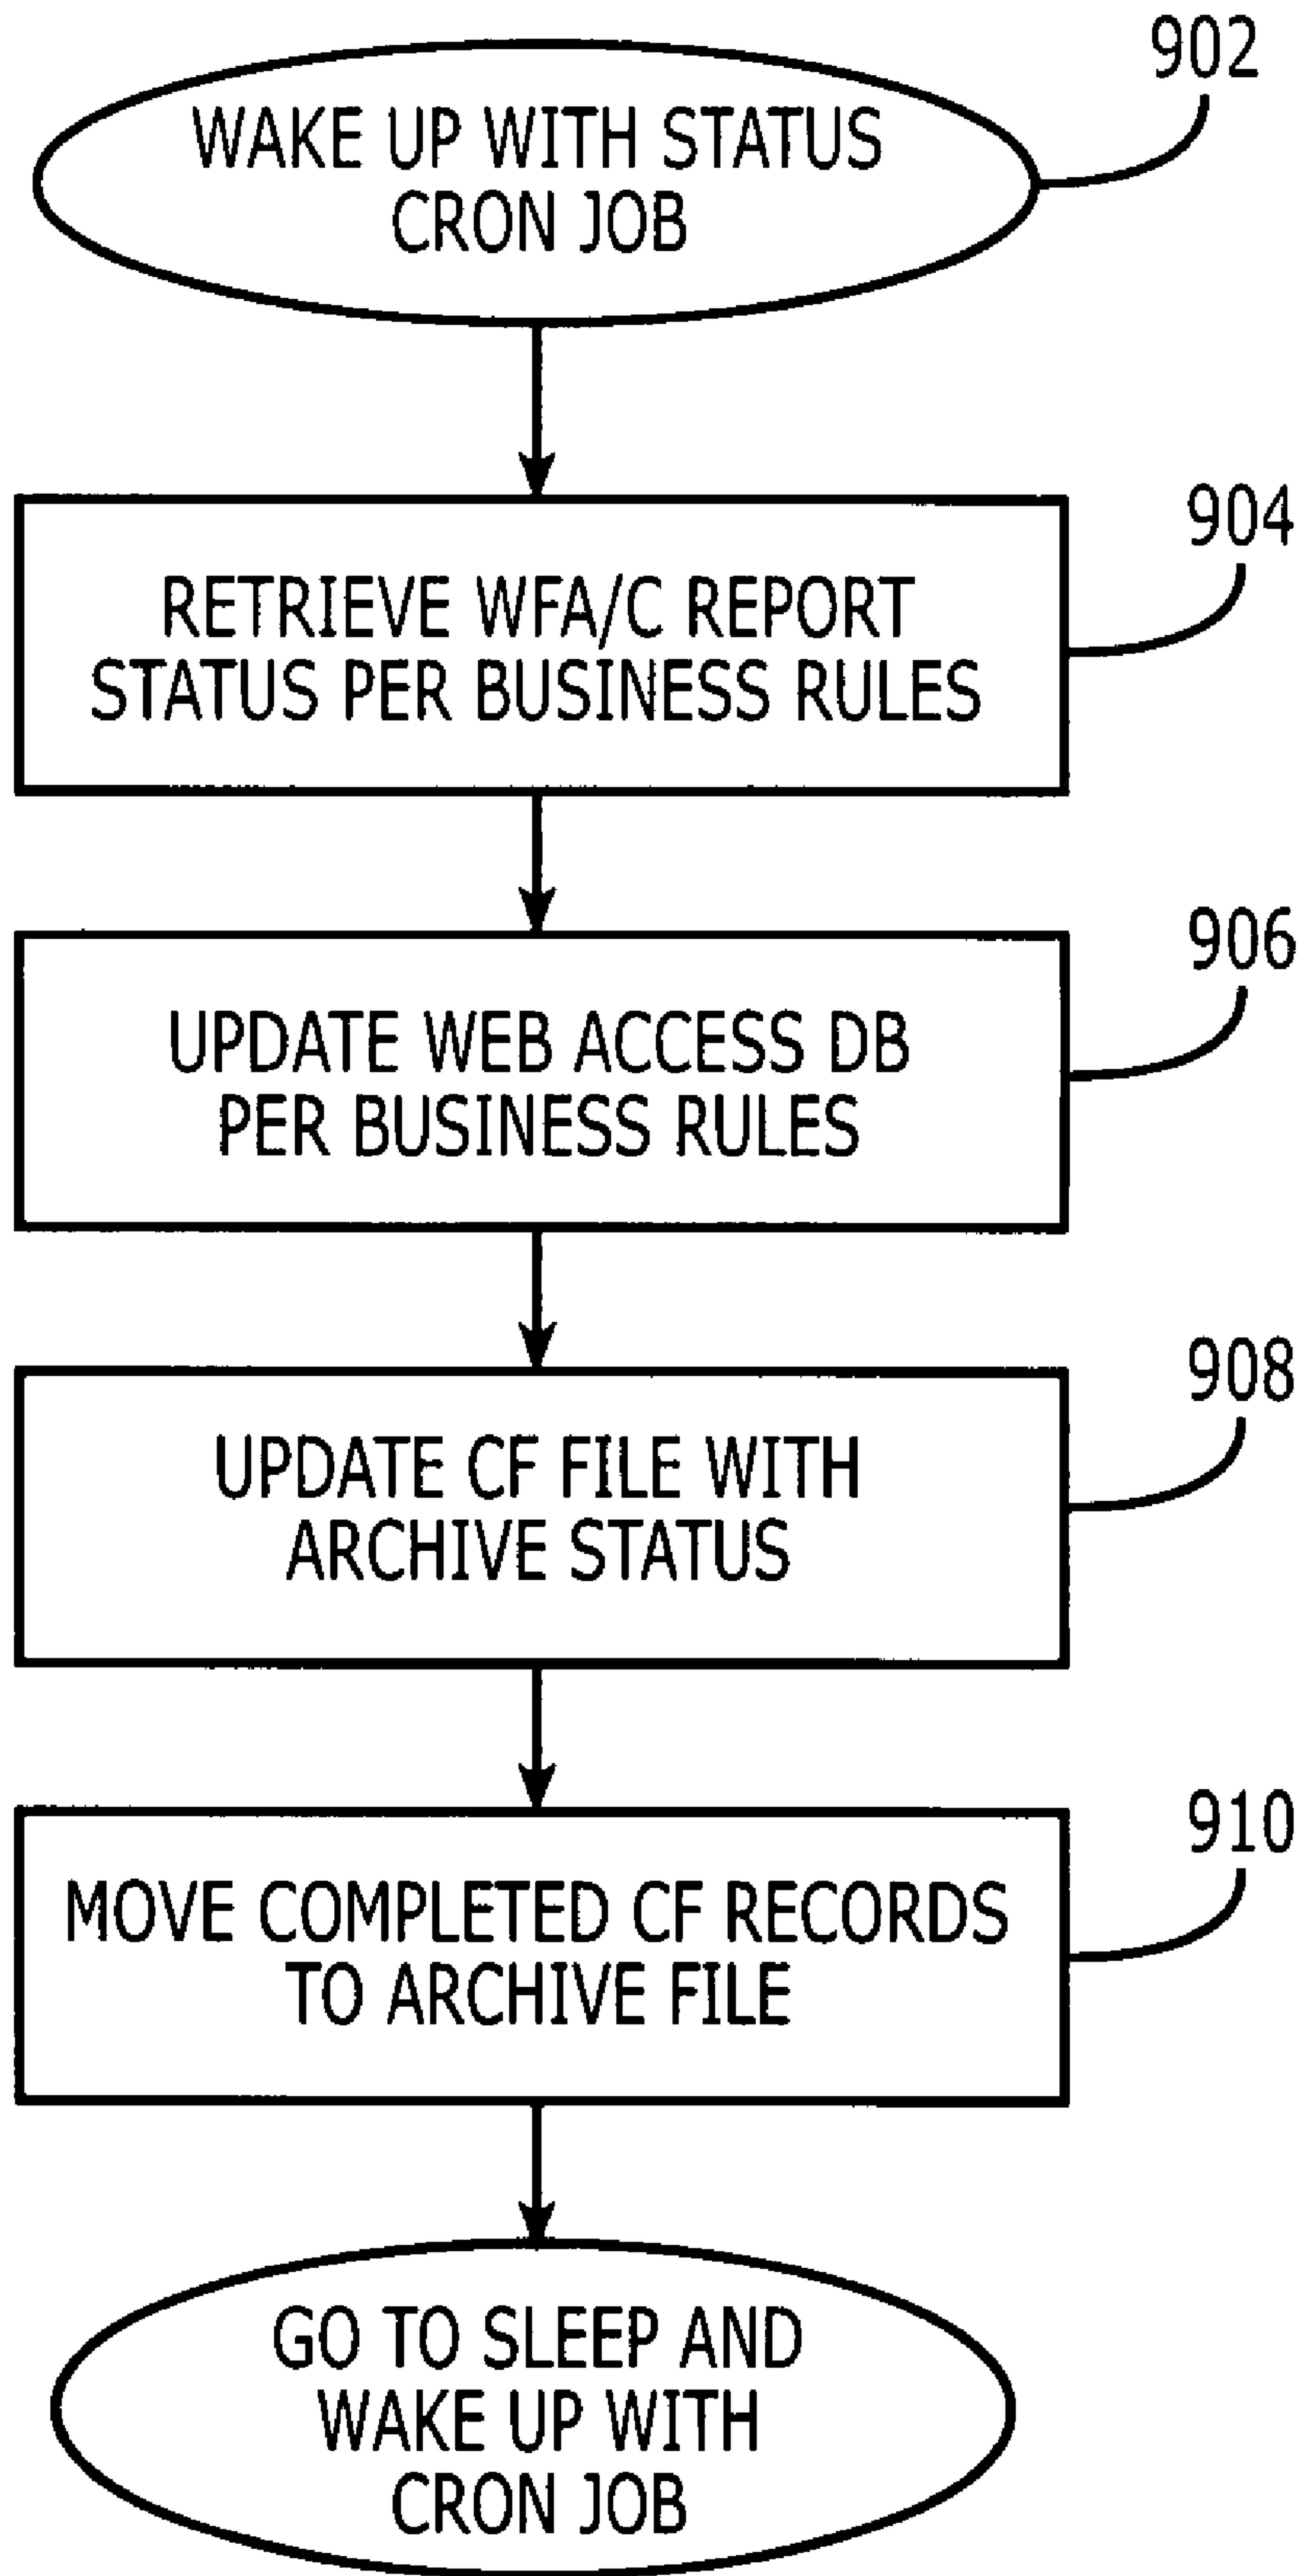 902
WAKE UP WITH STATUS
CRON JOB
904
RETRIEVE WFA/C REPORT
STATUS PER BUSINESS RULES
906
UPDATE WEB ACCESS DB
PER BUSINESS RULES
908
UPDATE CF FILE WITH
ARCHIVE STATUS
910
MOVE COMPLETED CF RECORDS
TO ARCHIVE FILE
GO TO SLEEP AND
WAKE UP WITH
CRON JOB